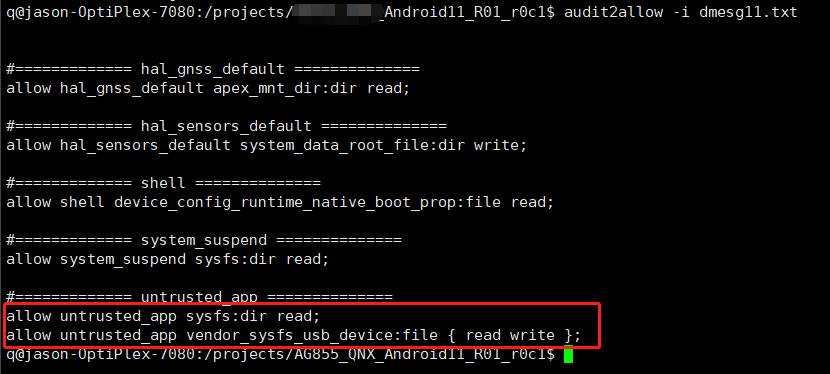 q@jason-OptiPlex-7080:/projects/ _Android11_R01_r0c1$ audit2allow -i dmesg11.txt
#============= hal_gnss_default ==============
allow hal_gnss_default apex_mnt_dir:dir read;
#============= hal_sensors_default ==============
allow hal_sensors_default system_data_root_file:dir write;
#============= shell ==============
allow shell device_config_runtime_native_boot_prop:file read;
#============= system_suspend ==============
allow system_suspend sysfs:dir read;
#============= untrusted_app ==============
allow untrusted_app sysfs:dir read;
allow untrusted_app vendor_sysfs_usb_device:file { read write };
q@jason-OptiPlex-7080:/projects/AG855_QNX_Android11_R01_r0c1$